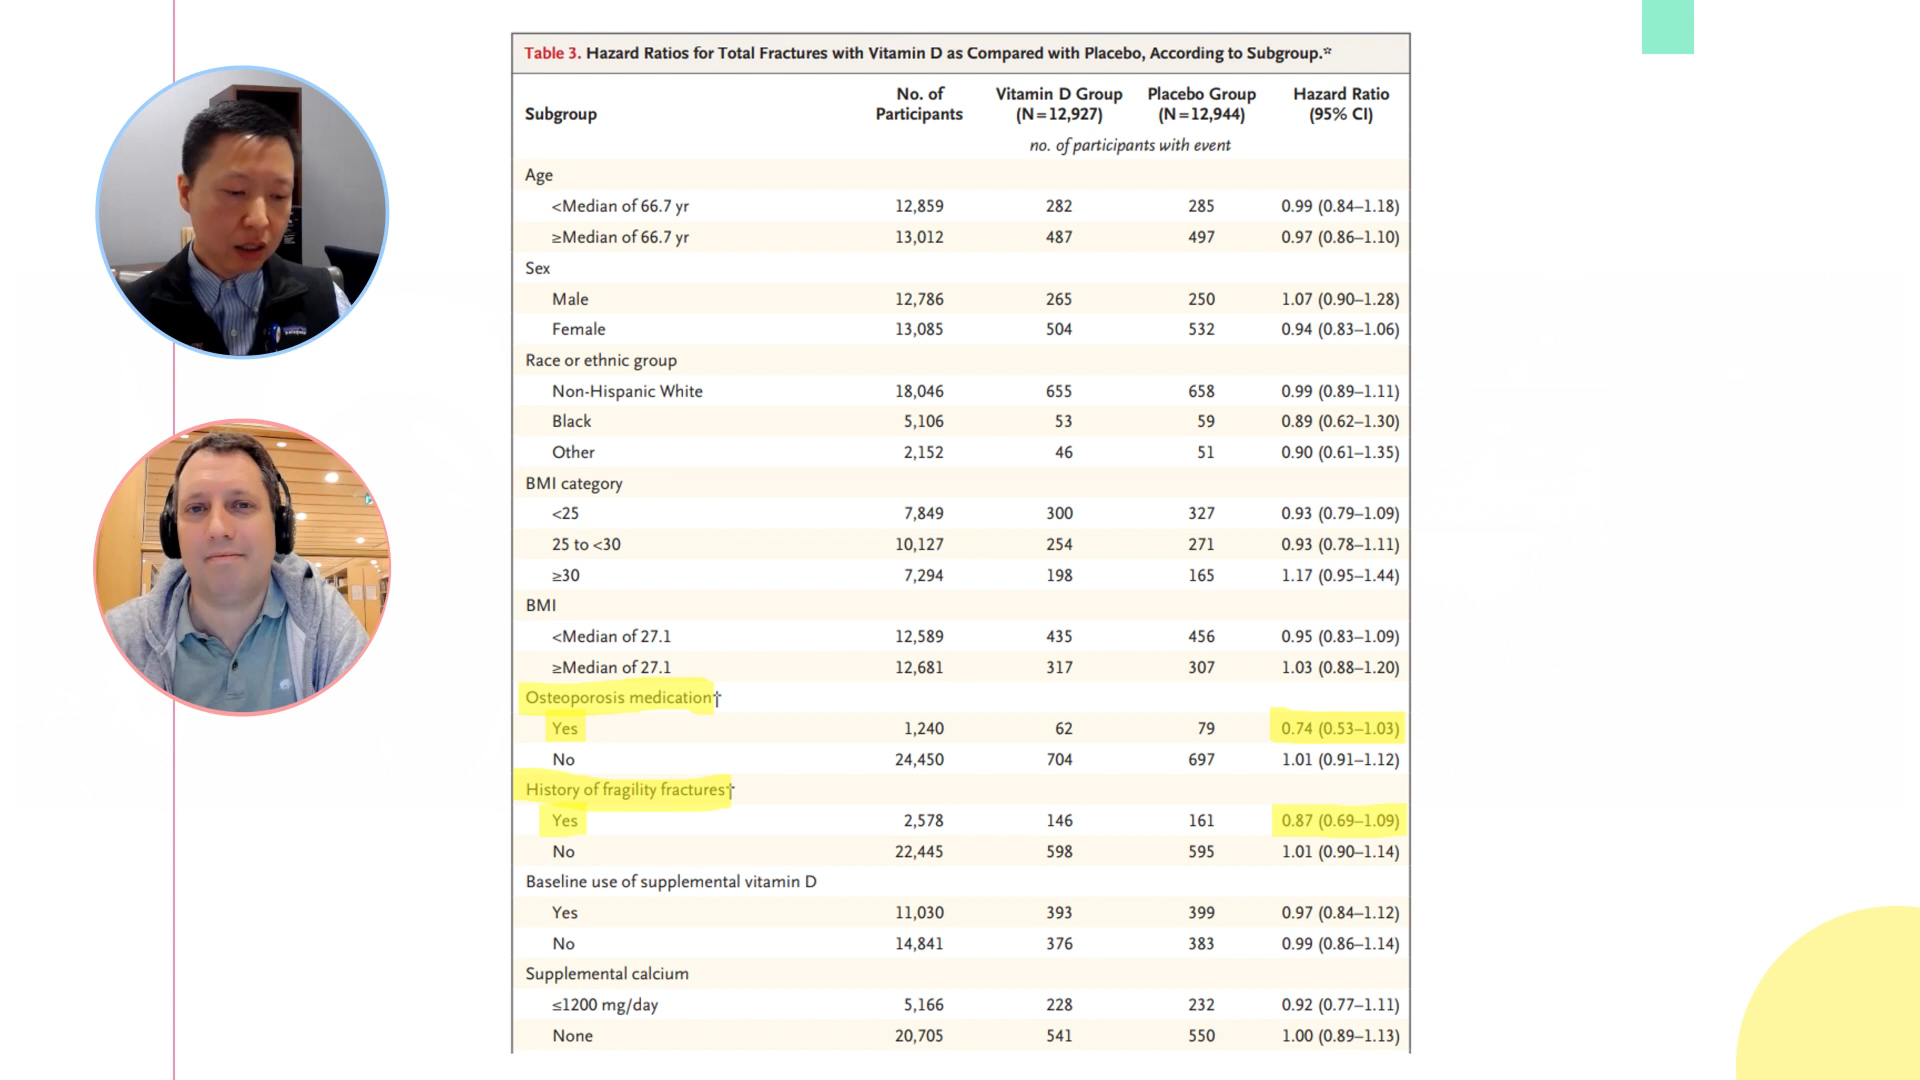 Table 3. Hazard Ratios for Total Fractures with Vitamin D as Compared with Placebo, According to Subgroup.*
Subgroup No. of Participants Vitamin D Group (N=12,927) Placebo Group (N=12,944) Hazard Ratio (95% CI)
no. of participants with event
Age
<Median of 66.7 yr 12,859 282 285 0.99 (0.84–1.18)
≥Median of 66.7 yr 13,012 487 497 0.97 (0.86–1.10)
Sex
Male 12,786 265 250 1.07 (0.90–1.28)
Female 13,085 504 532 0.94 (0.83–1.06)
Race or ethnic group
Non-Hispanic White 18,046 655 658 0.99 (0.89–1.11)
Black 5,106 53 59 0.89 (0.62–1.30)
Other 2,152 46 51 0.90 (0.61–1.35)
BMI category
<25 7,849 300 327 0.93 (0.79–1.09)
25 to <30 10,127 254 271 0.93 (0.78–1.11)
≥30 7,294 198 165 1.17 (0.95–1.44)
BMI
<Median of 27.1 12,589 435 456 0.95 (0.83–1.09)
≥Median of 27.1 12,681 317 307 1.03 (0.88–1.20)
Osteoporosis medication†
Yes 1,240 62 79 0.74 (0.53–1.03)
No 24,450 704 697 1.01 (0.91–1.12)
History of fragility fractures†
Yes 2,578 146 161 0.87 (0.69–1.09)
No 22,445 598 595 1.01 (0.90–1.14)
Baseline use of supplemental vitamin D
Yes 11,030 393 399 0.97 (0.84–1.12)
No 14,841 376 383 0.99 (0.86–1.14)
Supplemental calcium
≤1200 mg/day 5,166 228 232 0.92 (0.77–1.11)
None 20,705 541 550 1.00 (0.89–1.13)